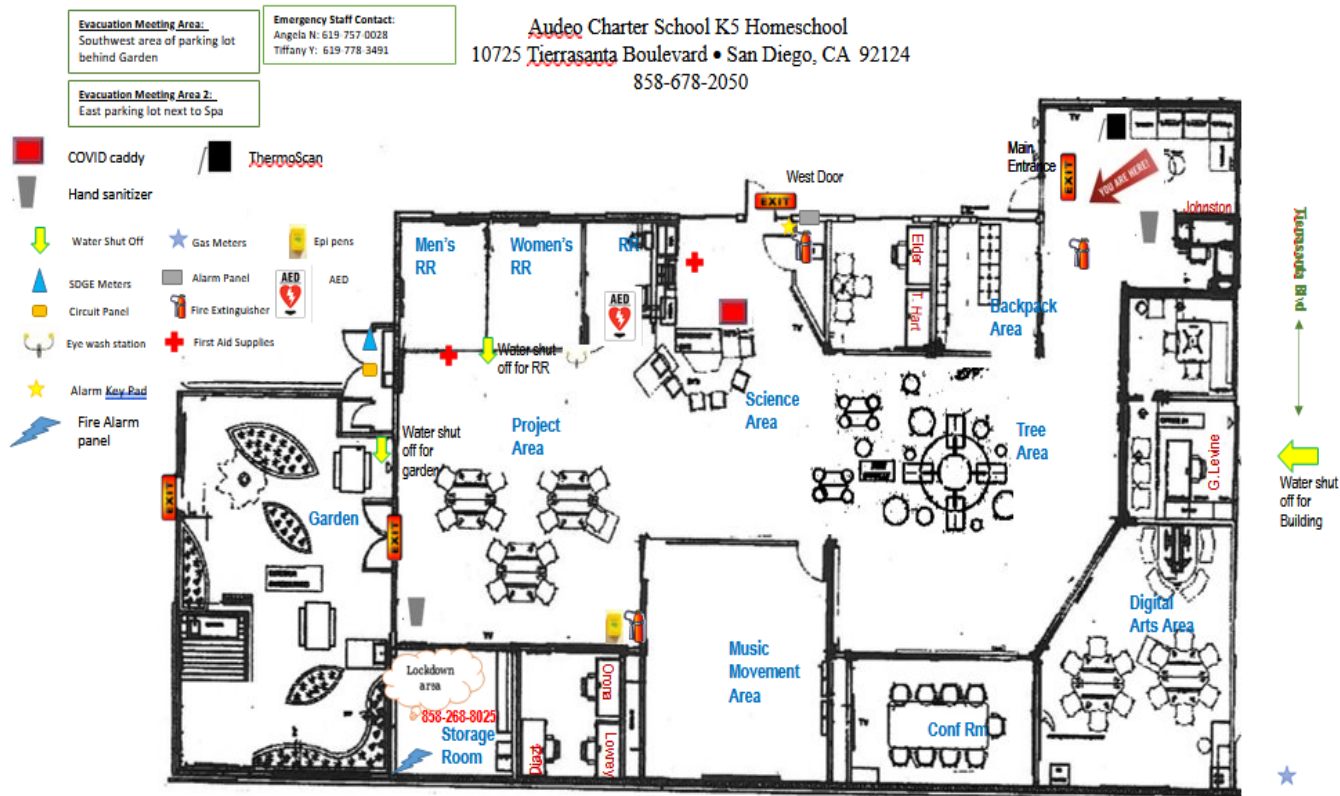 Evacuation Meeting Area:
Southwest area of parking lot
behind Garden
Emergency Staff Contact:
Angela N: 619-757-0028
Tiffany Y: 619-778-3491
Audeo Charter School K5 Homeschool
10725 Tierrasanta Boulevard • San Diego, CA 92124
858-678-2050
Evacuation Meeting Area 2:
East parking lot next to Spa
COVID caddy
ThermoScan
Hand sanitizer
Water Shut Off
Gas Meters
Epi pens
SDGE Meters
Alarm Panel
AED
AED
Circuit Panel
Fire Extinguisher
Eye wash station
First Aid Supplies
Alarm Key Pad
Fire Alarm
panel
TV
Main
Entrance
EXIT
YOU ARE HERE!
West Door
EXIT
Johnston
Men's
RR
Women's
RR
RR
Elder
T. Hart
Backpack
Area
AED
TV
Water shut
off for RR
Science
Area
Project
Area
Tree
Area
Tierrasanta Blvd
G.Levine
Water shut
off for garden
Water shut
off for
Building
EXIT
Garden
EXIT
Digital
Arts Area
Music
Movement
Area
TV
Lockdown
area
858-268-8025
Storage
Room
Orona
Diaz
Lowrey
TV
Conf Rm